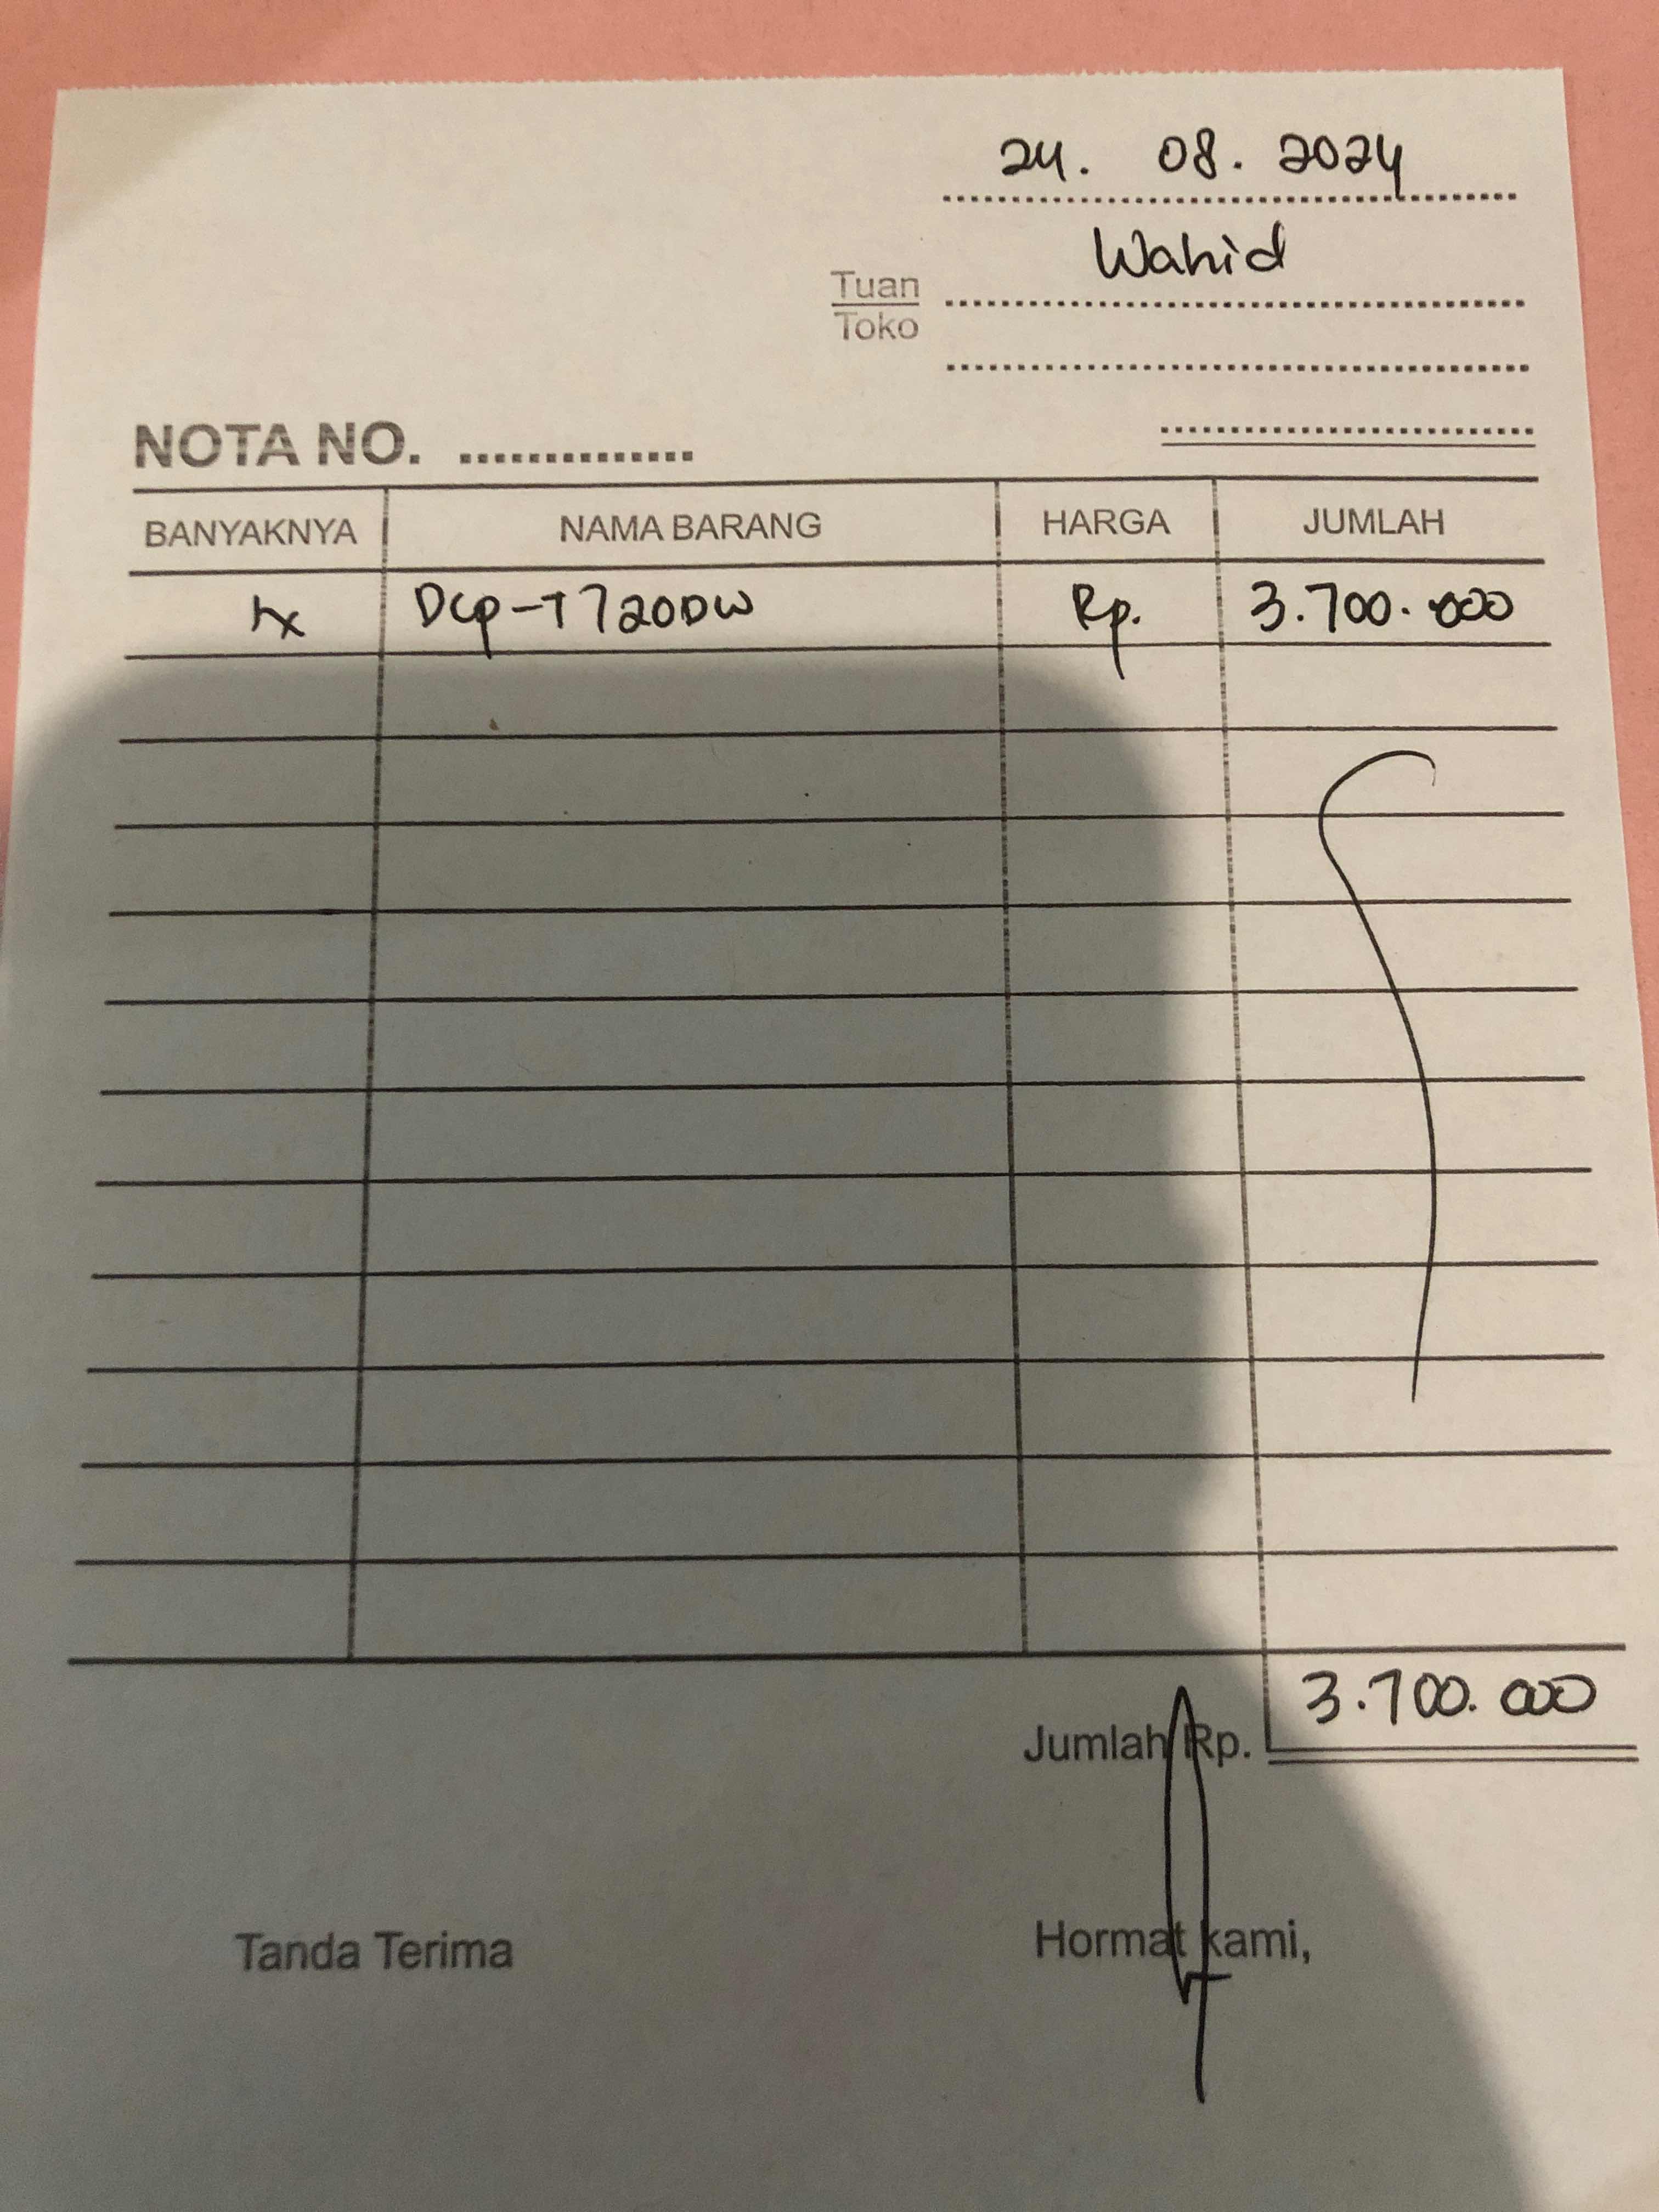 24. 08. 2024
Wahid
Tuan
Toko
NOTA NO. ..............
BANYAKNYA NAMA BARANG HARGA JUMLAH
1x Dcp-T720DW Rp. 3.700.000
Jumlah Rp. 3.700.000
Tanda Terima Hormat kami,